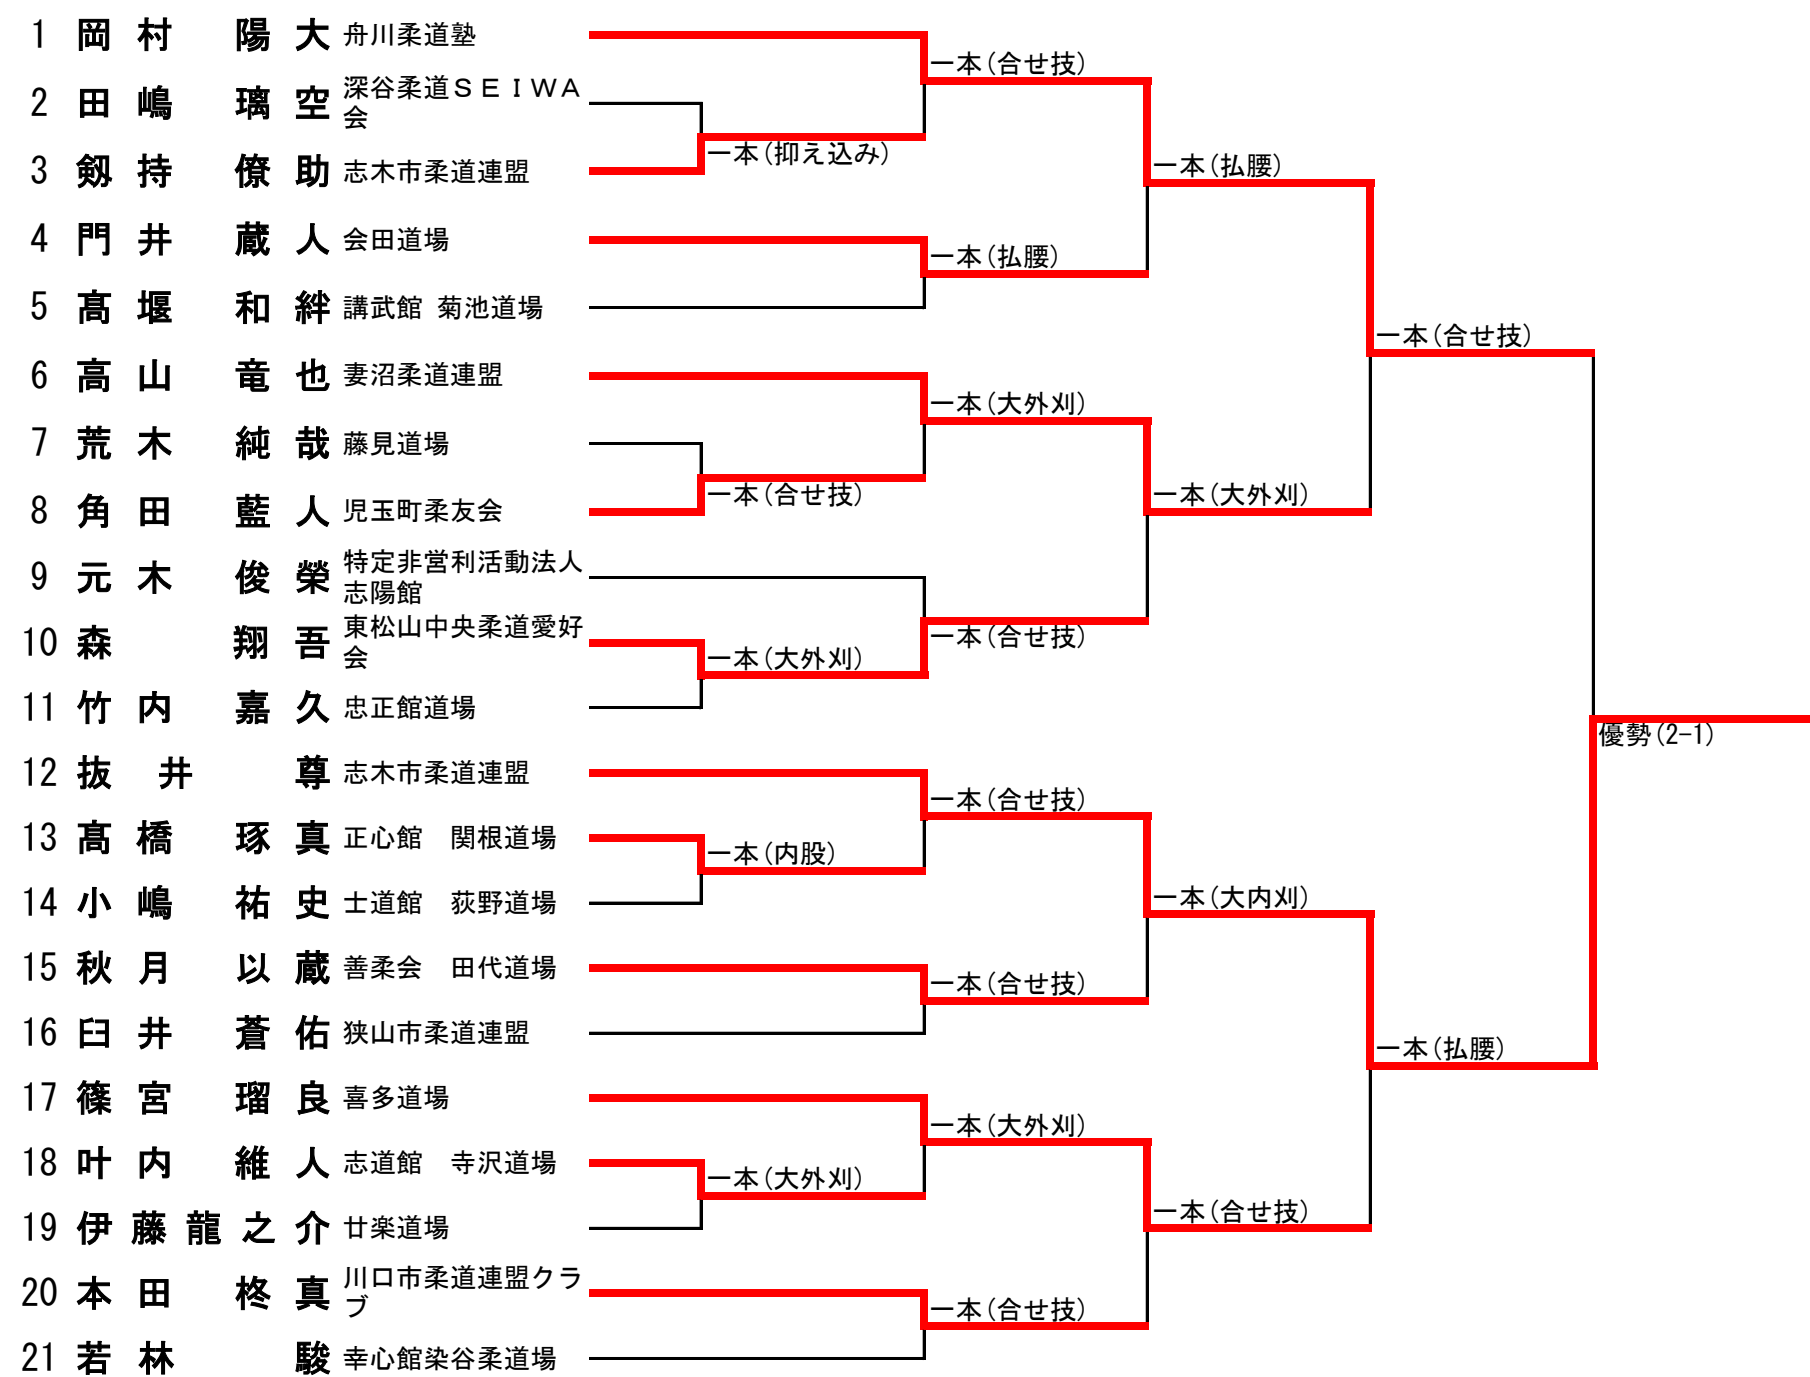 1 岡村 陽大 舟川柔道塾
2 田嶋 璃空 深谷柔道SEIWA
会
3 剱持 僚助 志木市柔道連盟
4 門井 蔵人 会田道場
5 髙堰 和絆 講武館 菊池道場
6 高山 竜也 妻沼柔道連盟
7 荒木 純哉 藤見道場
8 角田 藍人 児玉町柔友会
9 元木 俊榮 特定非営利活動法人
志陽館
10 森 翔吾 東松山中央柔道愛好
会
11 竹内 嘉久 忠正館道場
12 抜井 尊 志木市柔道連盟
13 髙橋 琢真 正心館 関根道場
14 小嶋 祐史 士道館 荻野道場
15 秋月 以蔵 善柔会 田代道場
16 臼井 蒼佑 狭山市柔道連盟
17 篠宮 瑠良 喜多道場
18 叶内 維人 志道館 寺沢道場
19 伊藤龍之介 廿楽道場
20 本田 柊真 川口市柔道連盟クラ
ブ
21 若林 駿 幸心館染谷柔道場
一本(抑え込み)
一本(合せ技)
一本(大外刈)
一本(内股)
一本(大外刈)
一本(合せ技)
一本(払腰)
一本(大外刈)
一本(合せ技)
一本(合せ技)
一本(合せ技)
一本(大外刈)
一本(合せ技)
一本(払腰)
一本(大外刈)
一本(大内刈)
一本(合せ技)
一本(合せ技)
一本(払腰)
優勢(2-1)